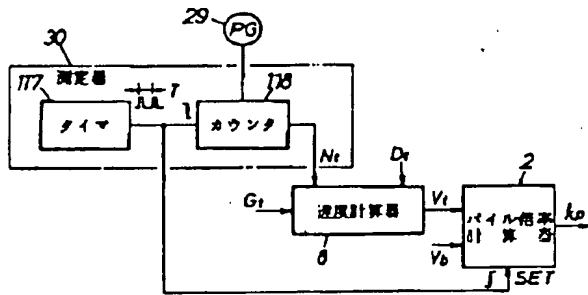 29
PG
30
測定器
117
T
118
タイマ
カウンタ
Nt
Dt
2
Gt
速度計算器
Vt
パイル倍率
計算器
kp
Vb
8
SET